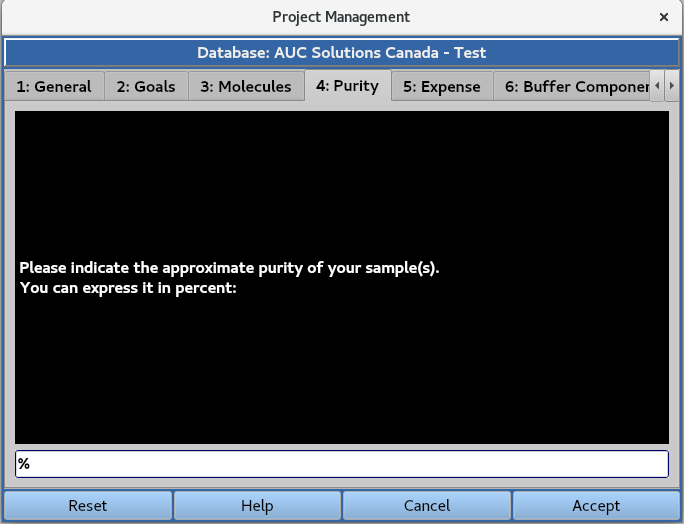 Project Management
Database: AUC Solutions Canada - Test
1: General 2: Goals 3: Molecules 4: Purity 5: Expense 6: Buffer Componen
Please indicate the approximate purity of your sample(s).
You can express it in percent:
%
Reset Help Cancel Accept